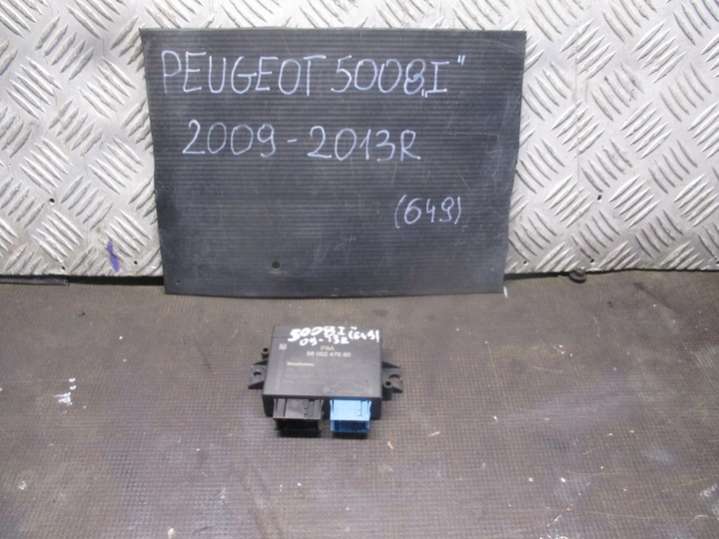 PEUGEOT 5008„I"
2009-2013R
(649)
5008„I"
09-13R (649)
PSA